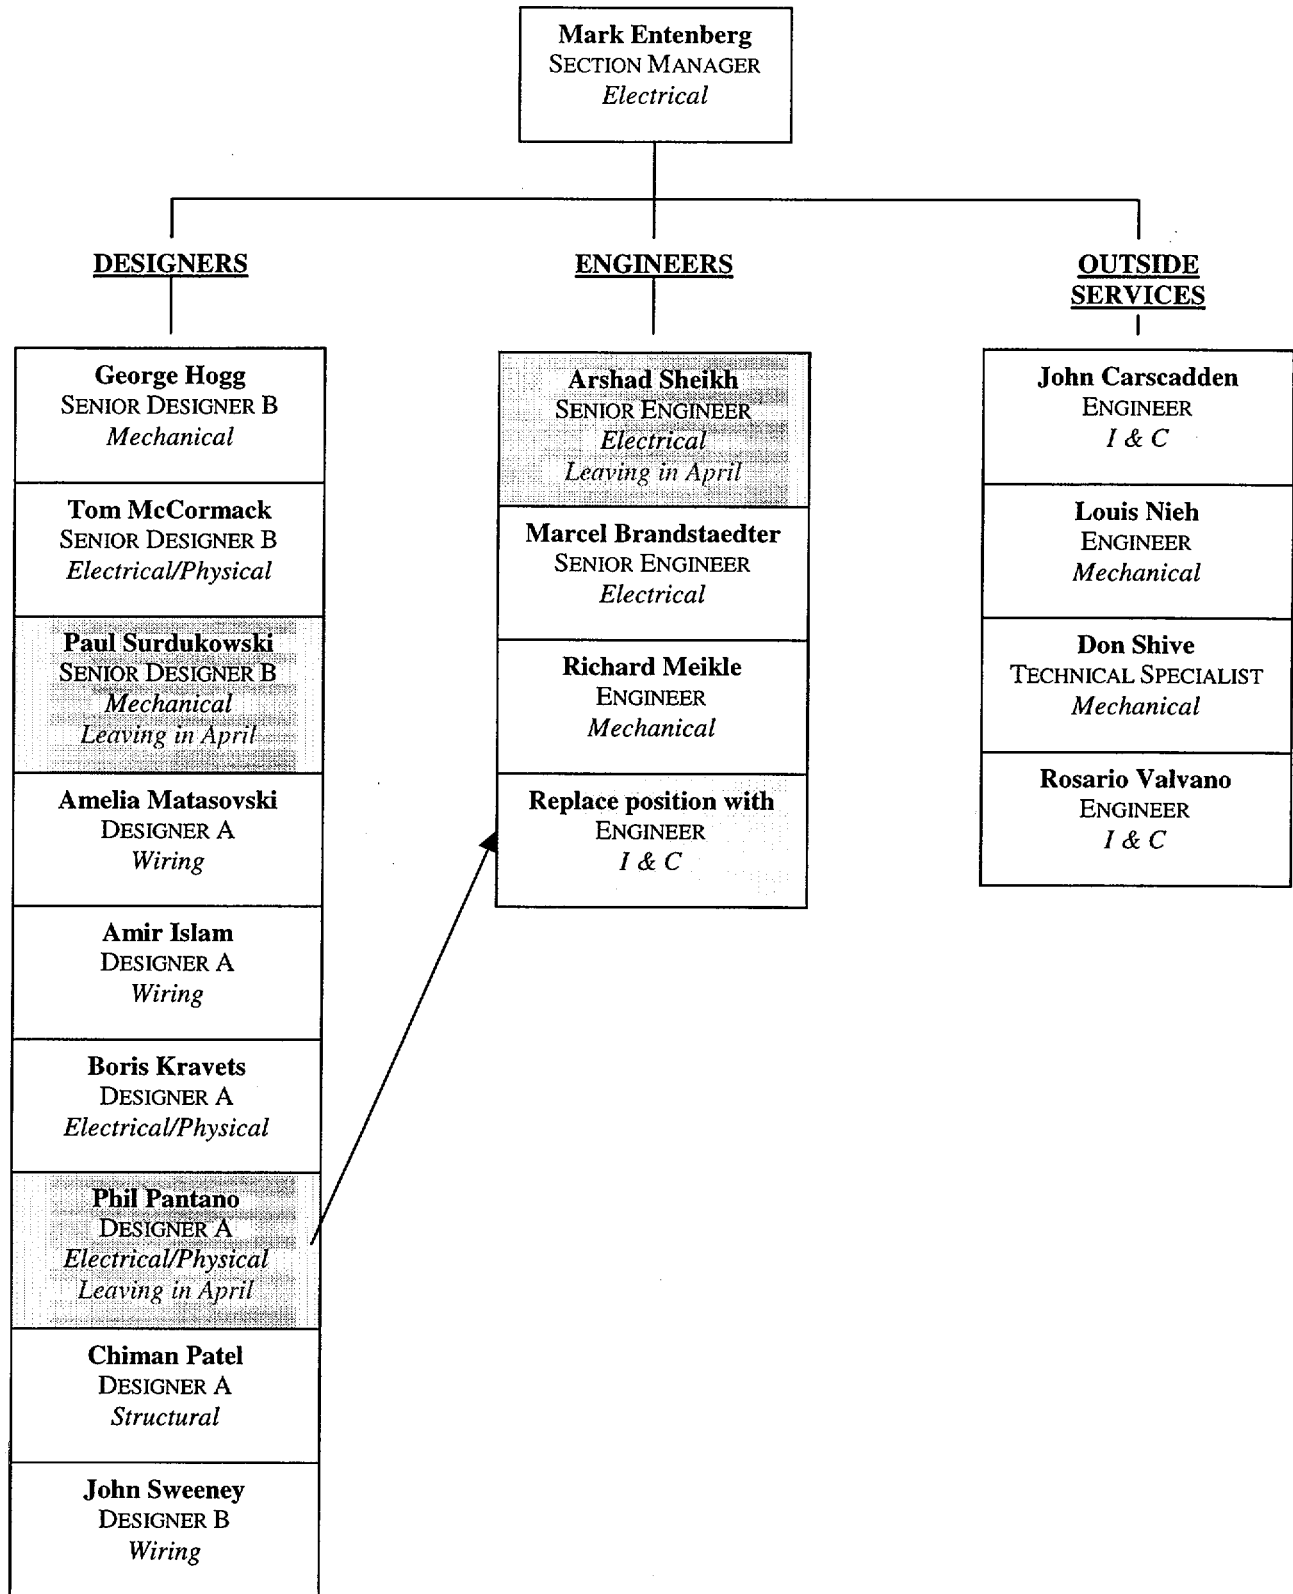 Mark Entenberg
SECTION MANAGER
Electrical
DESIGNERS
George Hogg
SENIOR DESIGNER B
Mechanical
Tom McCormack
SENIOR DESIGNER B
Electrical/Physical
Paul Surdukowski
SENIOR DESIGNER B
Mechanical
Leaving in April
Amelia Matasovski
DESIGNER A
Wiring
Amir Islam
DESIGNER A
Wiring
Boris Kravets
DESIGNER A
Electrical/Physical
Phil Pantano
DESIGNER A
Electrical/Physical
Leaving in April
Chiman Patel
DESIGNER A
Structural
John Sweeney
DESIGNER B
Wiring
ENGINEERS
Arshad Sheikh
SENIOR ENGINEER
Electrical
Leaving in April
Marcel Brandstaedter
SENIOR ENGINEER
Electrical
Richard Meikle
ENGINEER
Mechanical
Replace position with
ENGINEER
I & C
OUTSIDE
SERVICES
John Carscadden
ENGINEER
I & C
Louis Nieh
ENGINEER
Mechanical
Don Shive
TECHNICAL SPECIALIST
Mechanical
Rosario Valvano
ENGINEER
I & C